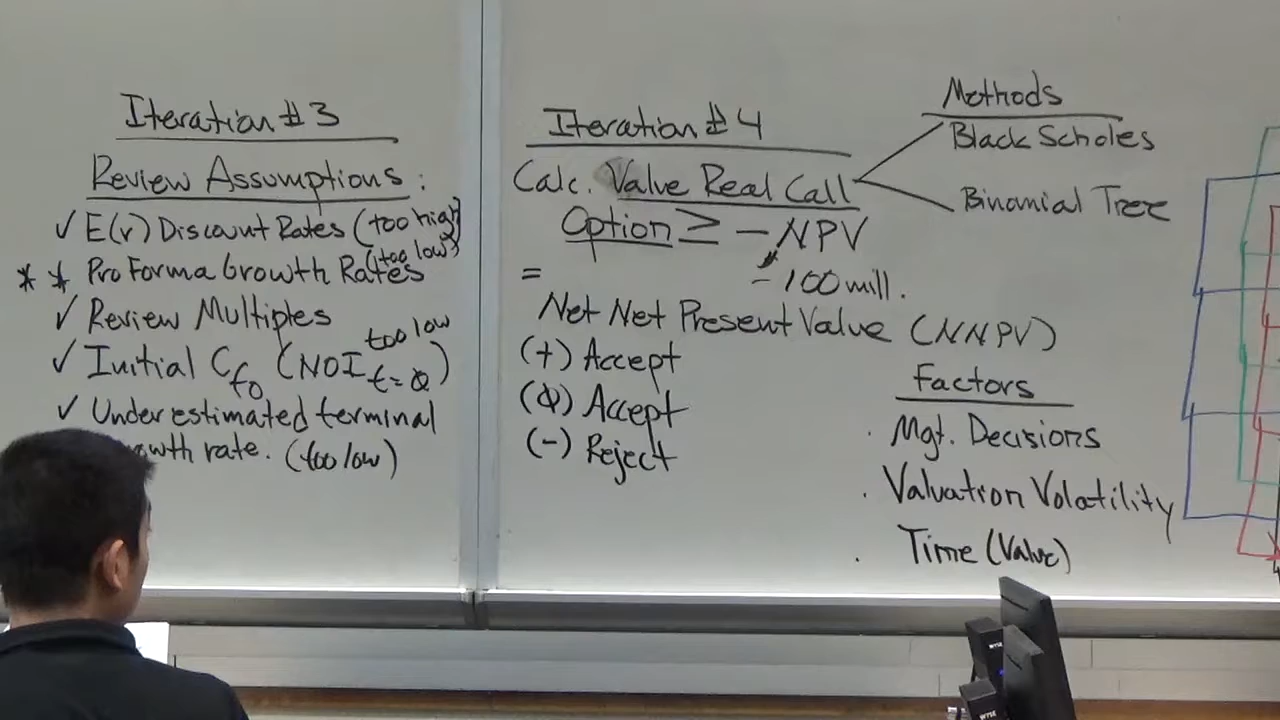 Iteration #3
Review Assumptions:
✓ E(r) Discount Rates (too high)
(too low)
* * Pro Forma Growth Rates
✓ Review Multiples
too low
✓ Initial Cf0 (NOI t=0)
✓ Underestimated terminal
wth rate. (too low)
Iteration #4
Calc. Value Real Call
Option ≥ -NPV
-100 mill.
=
Net Net Present Value (NNPV)
(+) Accept
(0) Accept
(-) Reject
Methods
Black Scholes
Binomial Tree
Factors
· Mgt. Decisions
· Valuation Volatility
· Time (Value)
WYSE
WYSE